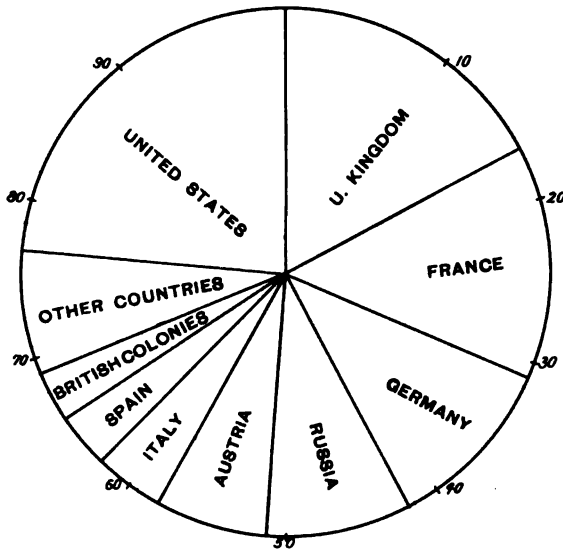 90
10
UNITED STATES
U. KINGDOM
80
20
FRANCE
OTHER COUNTRIES
BRITISH COLONIES
70
30
SPAIN
GERMANY
ITALY
AUSTRIA
RUSSIA
60
40
50